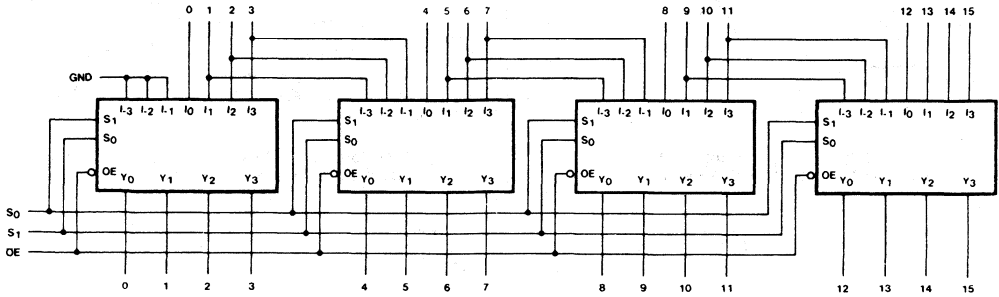 0 1 2 3 4 5 6 7 8 9 10 11 12 13 14 15
GND
I-3 I-2 I-1 I0 I1 I2 I3 I-3 I-2 I-1 I0 I1 I2 I3 I-3 I-2 I-1 I0 I1 I2 I3 I-3 I-2 I-1 I0 I1 I2 I3
S1 S1 S1 S1
S0 S0 S0 S0
OE OE OE OE
Y0 Y1 Y2 Y3 Y0 Y1 Y2 Y3 Y0 Y1 Y2 Y3 Y0 Y1 Y2 Y3
S0
S1
OE
0 1 2 3 4 5 6 7 8 9 10 11 12 13 14 15